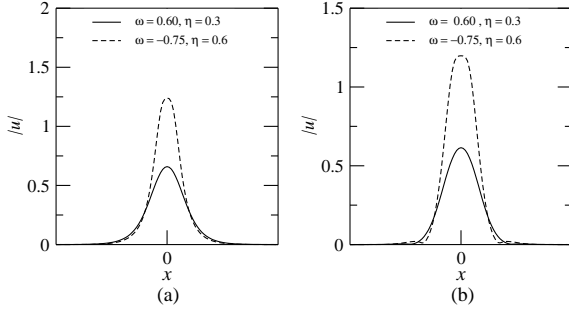 2
1.5
1
0.5
0
|u|
ω = 0.60, η = 0.3
ω = −0.75, η = 0.6
0
x
(a)
1.5
1
0.5
0
|u|
ω = 0.60 , η = 0.3
ω = −0.75, η = 0.6
0
x
(b)